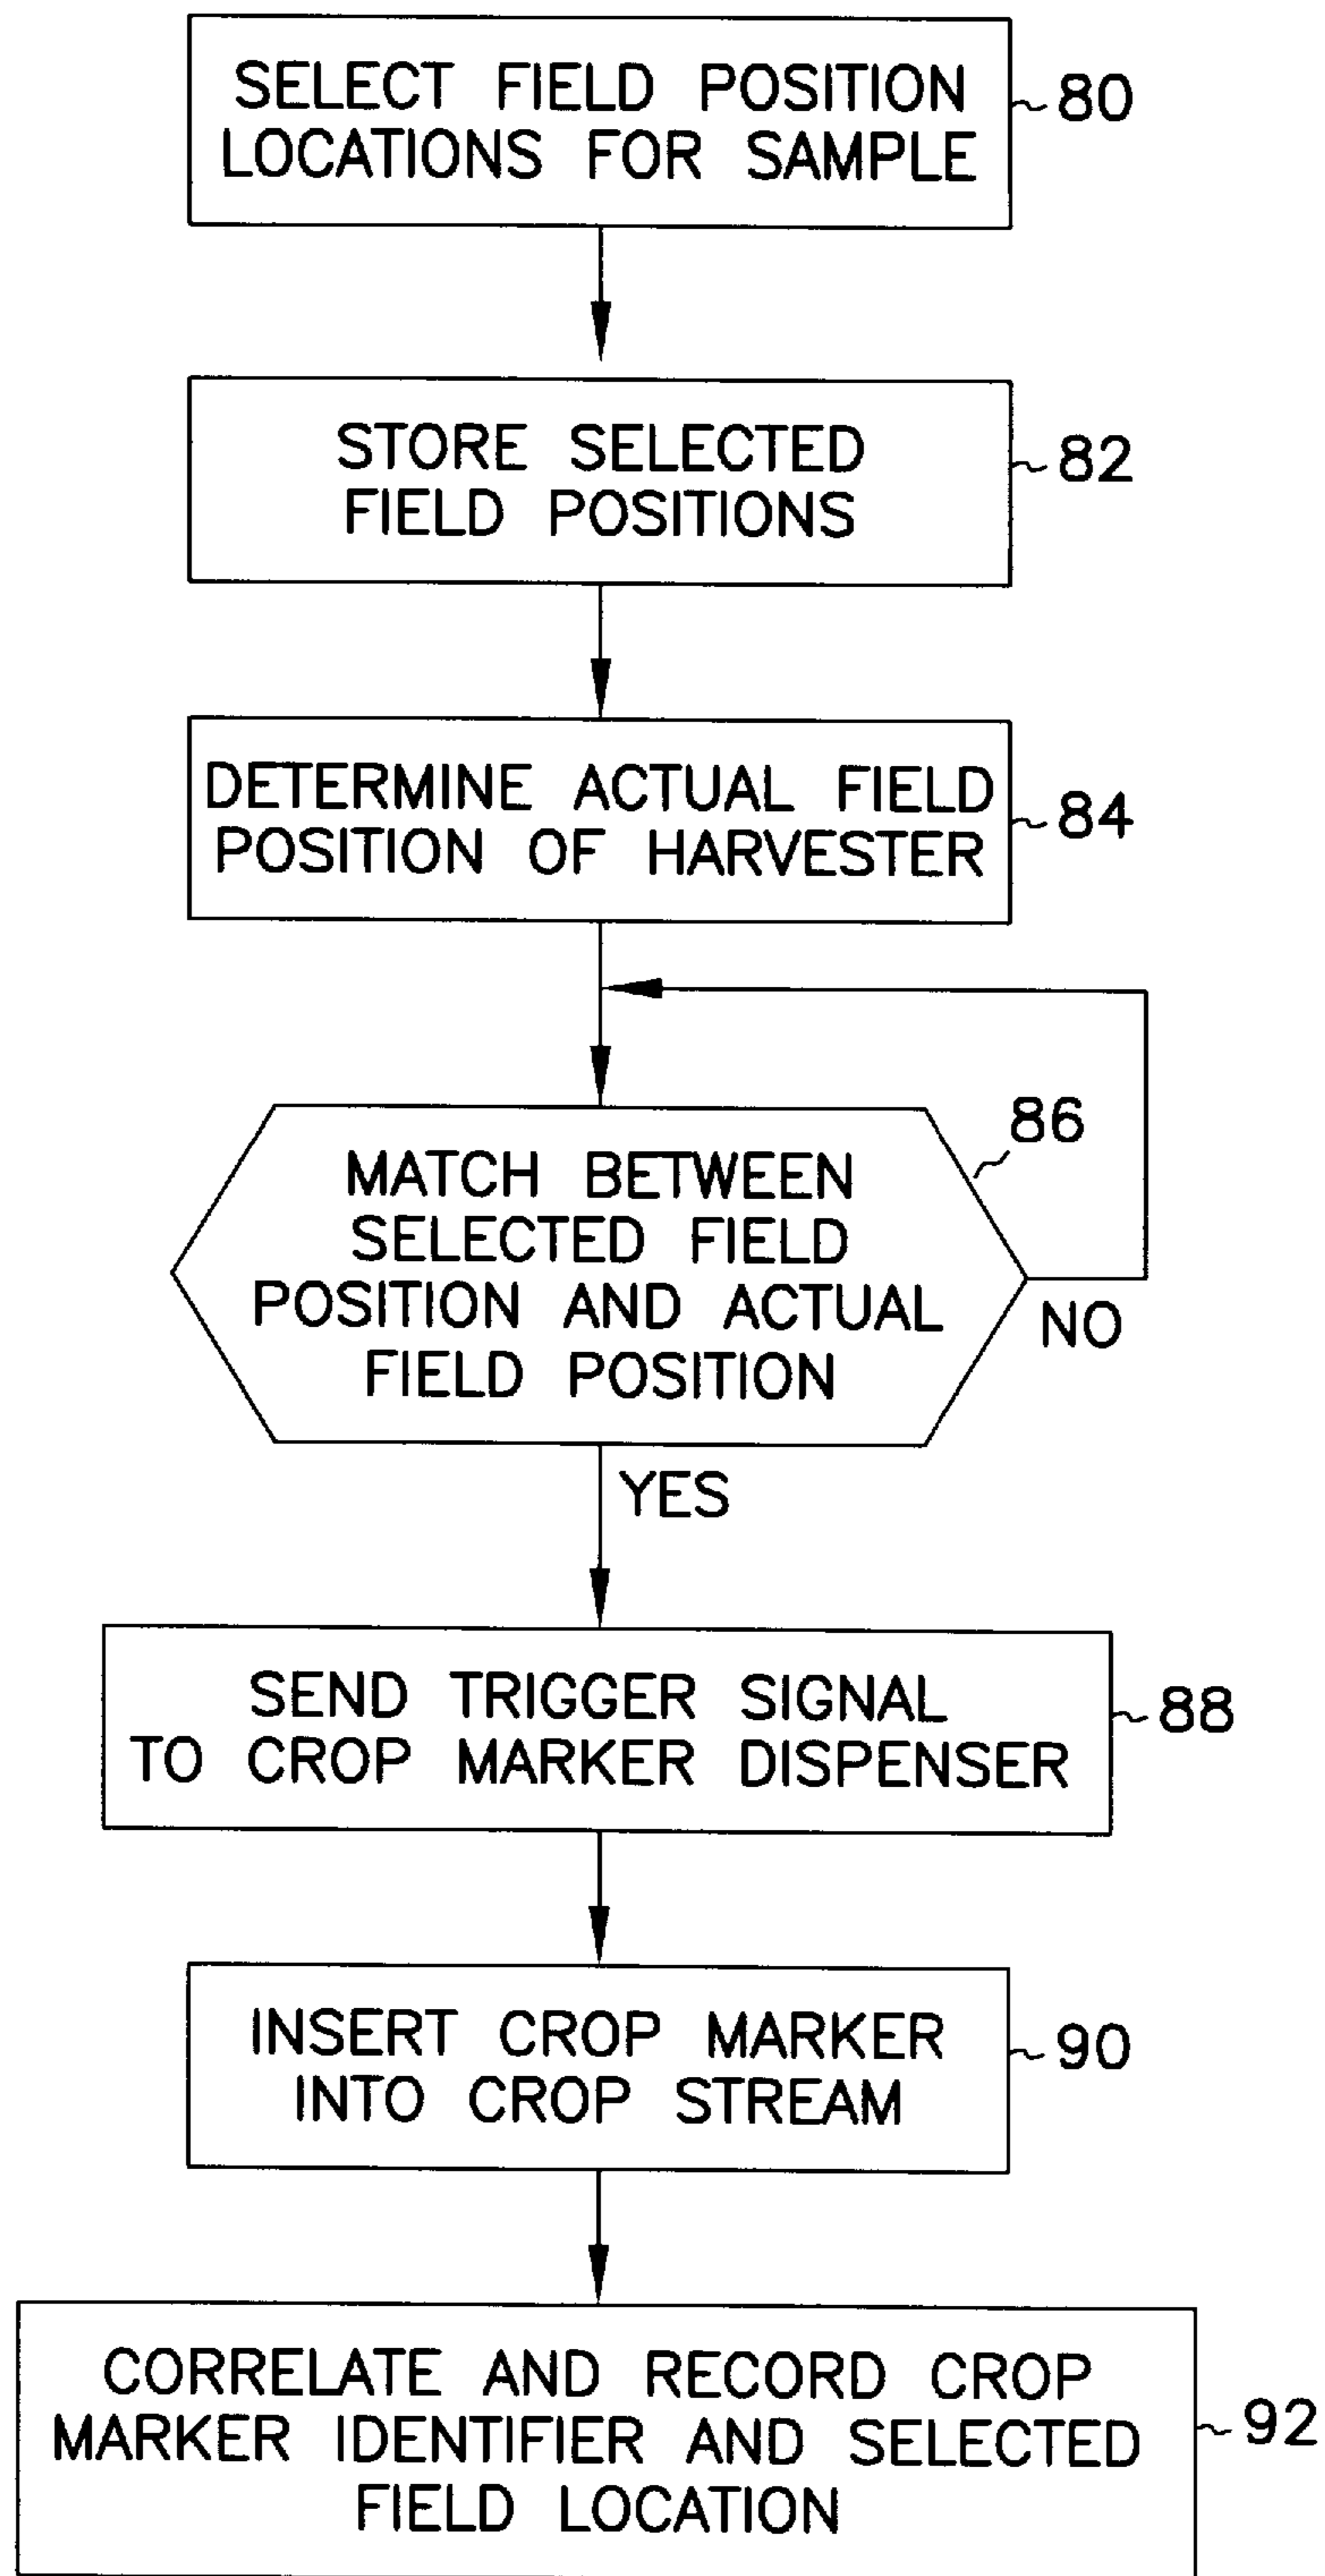 SELECT FIELD POSITION
LOCATIONS FOR SAMPLE
80
STORE SELECTED
FIELD POSITIONS
82
DETERMINE ACTUAL FIELD
POSITION OF HARVESTER
84
86
MATCH BETWEEN
SELECTED FIELD
POSITION AND ACTUAL
FIELD POSITION
NO
YES
SEND TRIGGER SIGNAL
TO CROP MARKER DISPENSER
88
INSERT CROP MARKER
INTO CROP STREAM
90
CORRELATE AND RECORD CROP
MARKER IDENTIFIER AND SELECTED
FIELD LOCATION
92